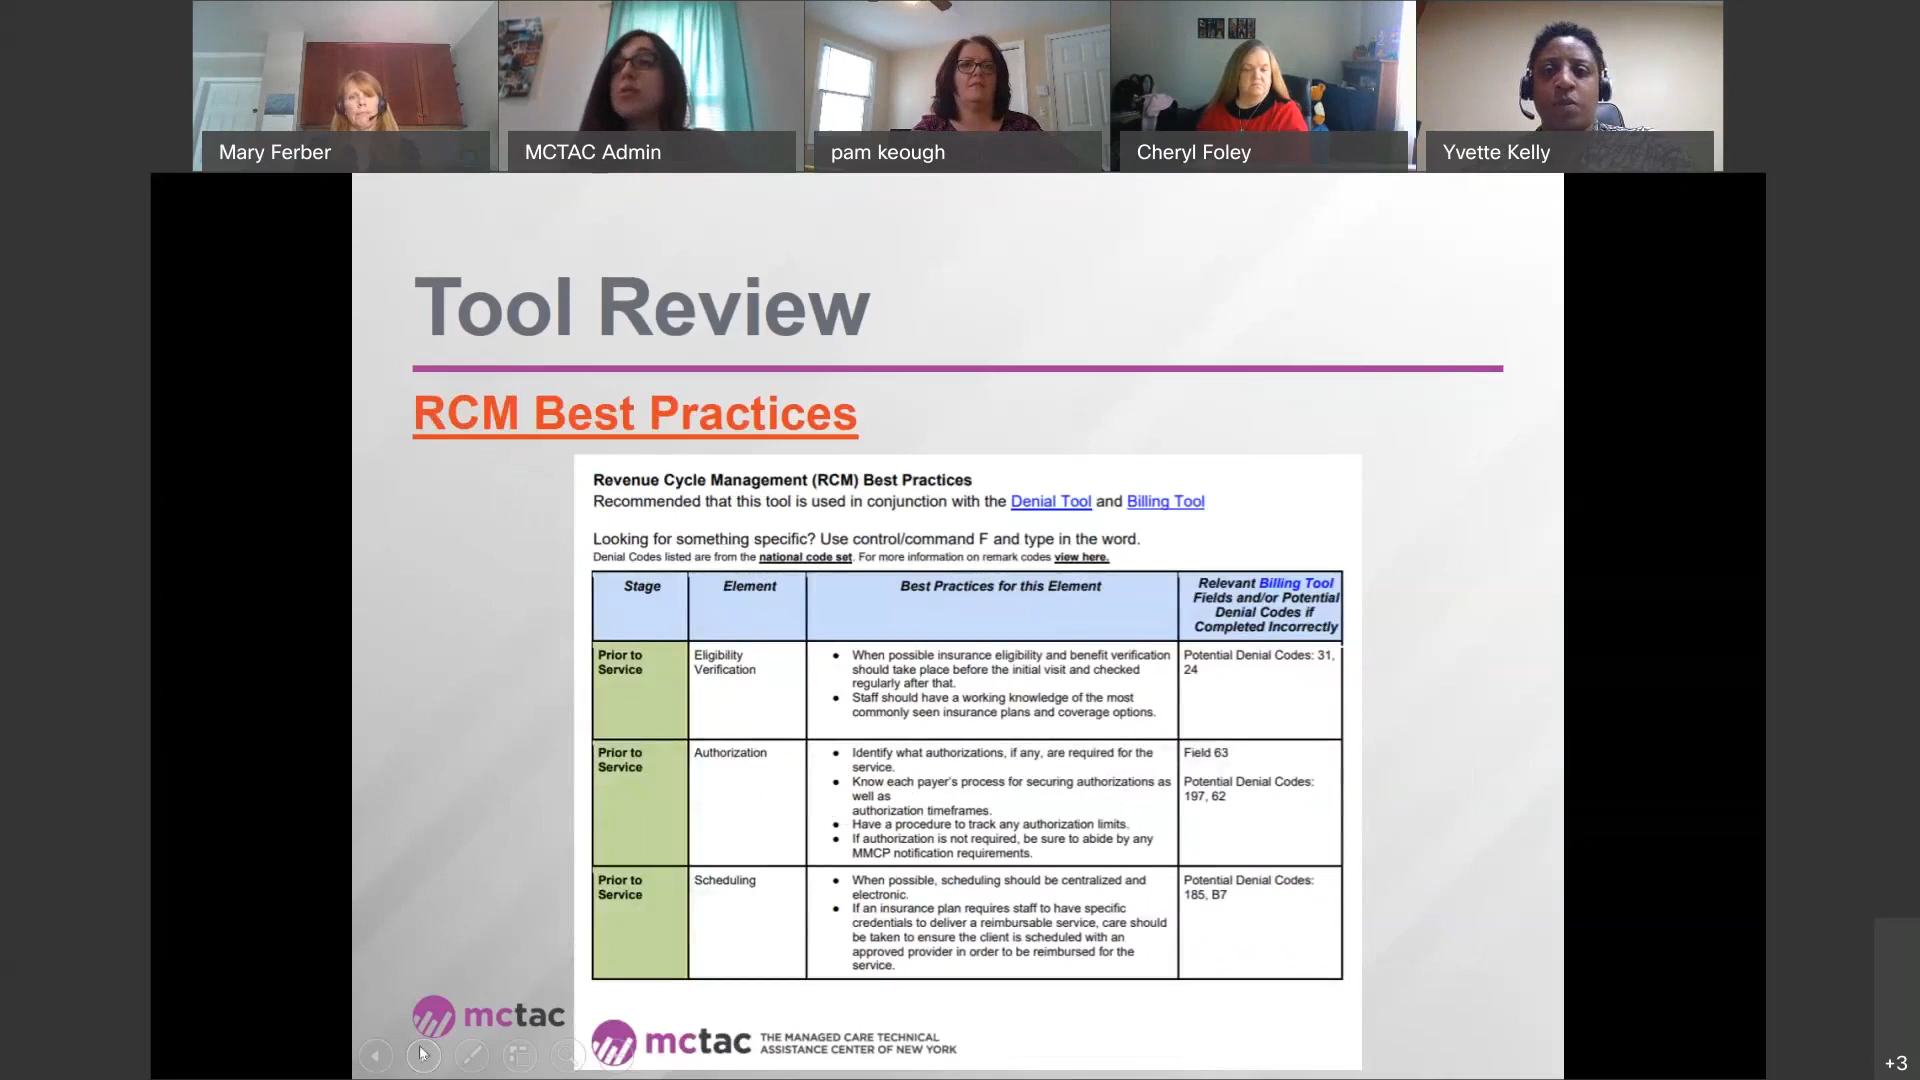 Mary Ferber
MCTAC Admin
pam keough
Cheryl Foley
Yvette Kelly
Tool Review
RCM Best Practices
Revenue Cycle Management (RCM) Best Practices
Recommended that this tool is used in conjunction with the Denial Tool and Billing Tool
Looking for something specific? Use control/command F and type in the word.
Denial Codes listed are from the national code set. For more information on remark codes view here.
Stage
Element
Best Practices for this Element
Relevant Billing Tool
Fields and/or Potential
Denial Codes if
Completed Incorrectly
Prior to
Service
Eligibility
Verification
● When possible insurance eligibility and benefit verification
should take place before the initial visit and checked
regularly after that.
● Staff should have a working knowledge of the most
commonly seen insurance plans and coverage options.
Potential Denial Codes: 31,
24
Prior to
Service
Authorization
● Identify what authorizations, if any, are required for the
service.
● Know each payer's process for securing authorizations as
well as
authorization timeframes.
● Have a procedure to track any authorization limits.
● If authorization is not required, be sure to abide by any
MMCP notification requirements.
Field 63
Potential Denial Codes:
197, 62
Prior to
Service
Scheduling
● When possible, scheduling should be centralized and
electronic.
● If an insurance plan requires staff to have specific
credentials to deliver a reimbursable service, care should
be taken to ensure the client is scheduled with an
approved provider in order to be reimbursed for the
service.
Potential Denial Codes:
185, B7
mctac
mctac
THE MANAGED CARE TECHNICAL
ASSISTANCE CENTER OF NEW YORK
+3